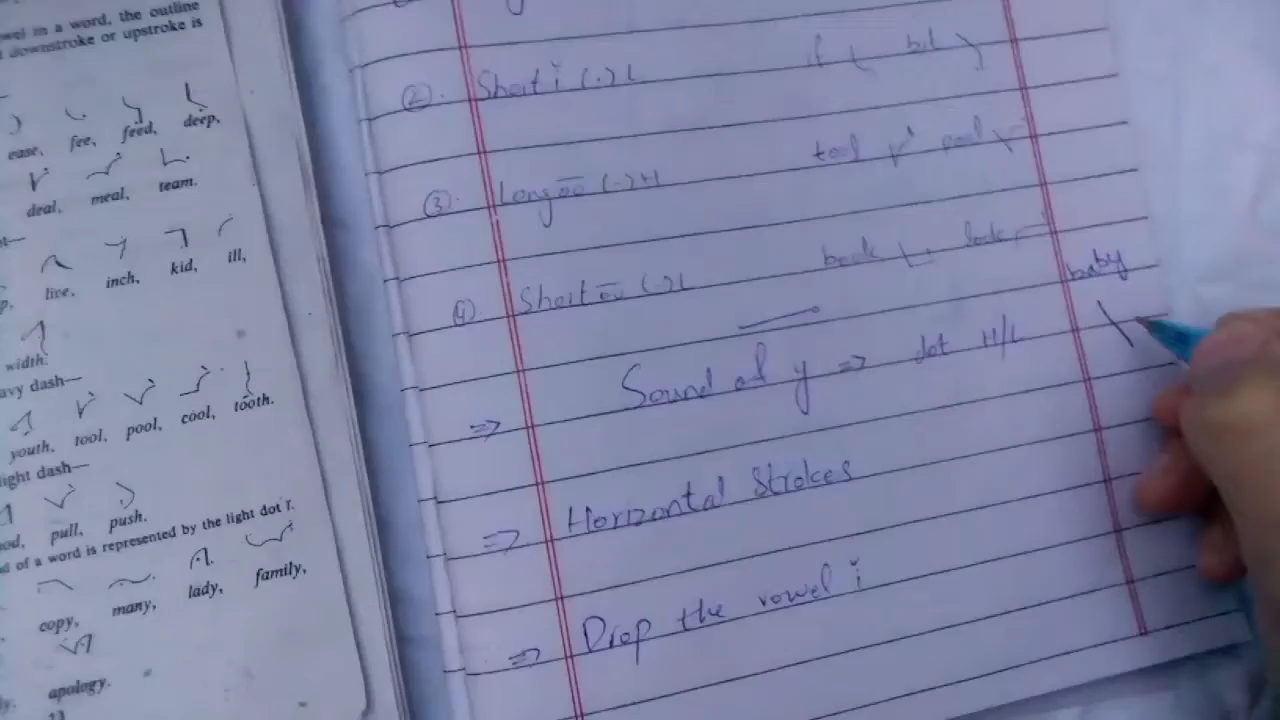 wel in a word, the outline
downstroke or upstroke is
ease, fee, feed, deep,
deal, meal, team.
live, inch, kid, ill,
width.
avy dash—
youth, tool, pool, cool, tooth.
ight dash—
pull, push.
of a word is represented by the light dot ĭ.
copy, many, lady, family,
apology.
② Short i (.) L if bit
③ Long oo (-) H tool pool
④ Short oo (-) L book look
baby
⇒ Sound of y ⇒ dot H/L
⇒ Horizontal Strokes
⇒ Drop the vowel i